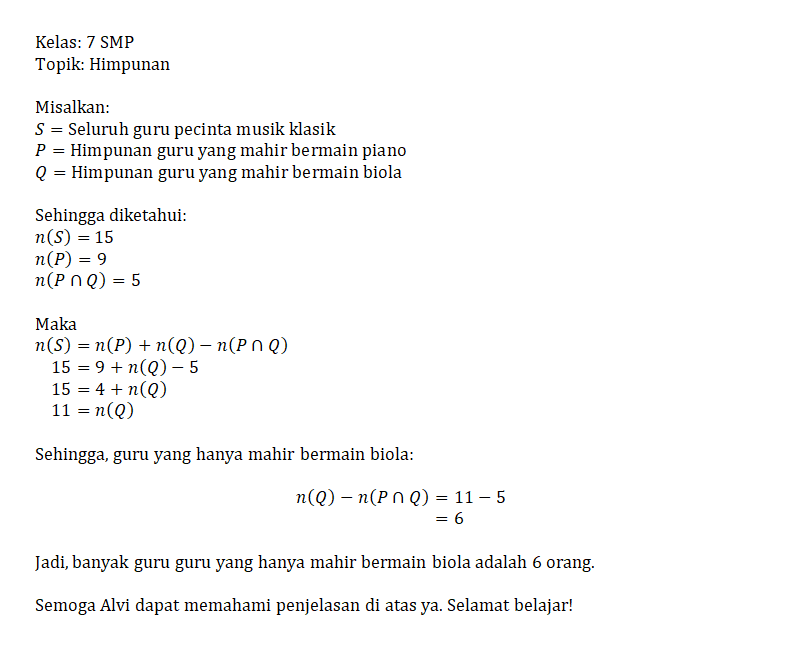 Kelas: 7 SMP
Topik: Himpunan
Misalkan:
S = Seluruh guru pecinta musik klasik
P = Himpunan guru yang mahir bermain piano
Q = Himpunan guru yang mahir bermain biola
Sehingga diketahui:
n(S) = 15
n(P) = 9
n(P ∩ Q) = 5
Maka
n(S) = n(P) + n(Q) − n(P ∩ Q)
15 = 9 + n(Q) − 5
15 = 4 + n(Q)
11 = n(Q)
Sehingga, guru yang hanya mahir bermain biola:
n(Q) − n(P ∩ Q) = 11 − 5
= 6
Jadi, banyak guru guru yang hanya mahir bermain biola adalah 6 orang.
Semoga Alvi dapat memahami penjelasan di atas ya. Selamat belajar!